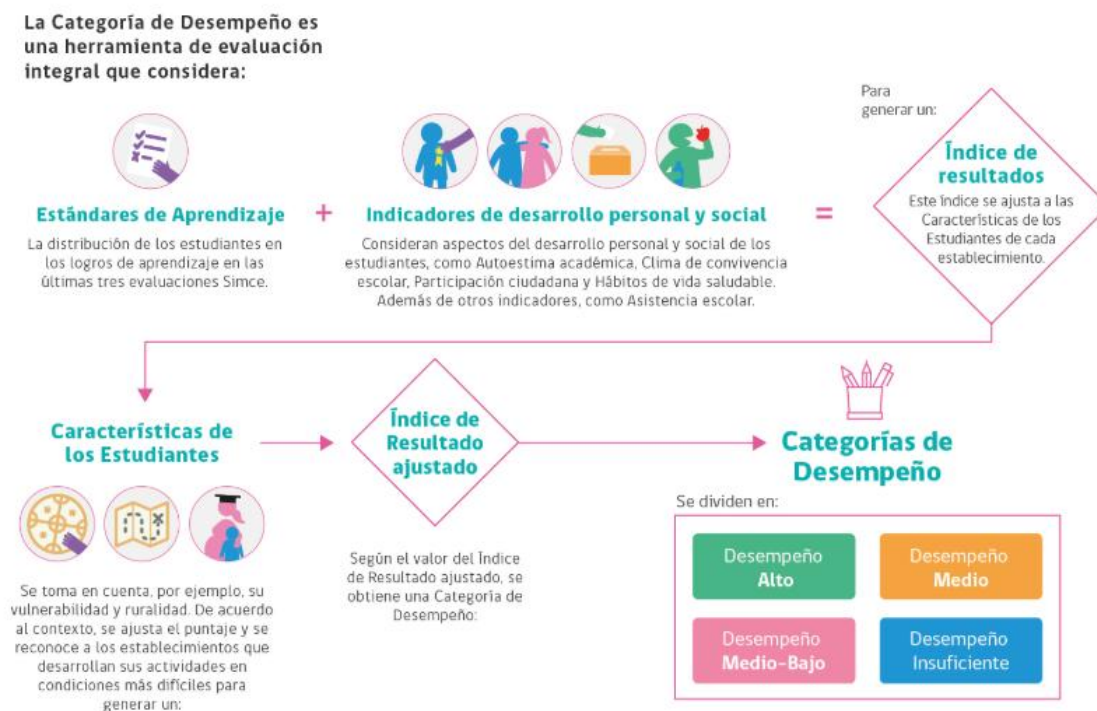 La Categoría de Desempeño es
una herramienta de evaluación
integral que considera:
Estándares de Aprendizaje
La distribución de los estudiantes en
los logros de aprendizaje en las
últimas tres evaluaciones Simce.
+
Indicadores de desarrollo personal y social
Consideran aspectos del desarrollo personal y social de los
estudiantes, como Autoestima académica, Clima de convivencia
escolar, Participación ciudadana y Hábitos de vida saludable.
Además de otros indicadores, como Asistencia escolar.
=
Para
generar un:
Índice de
resultados
Este índice se ajusta a las
Características de los
Estudiantes de cada
establecimiento.
Características de
los Estudiantes
Se toma en cuenta, por ejemplo, su
vulnerabilidad y ruralidad. De acuerdo
al contexto, se ajusta el puntaje y se
reconoce a los establecimientos que
desarrollan sus actividades en
condiciones más difíciles para
generar un:
Índice de
Resultado
ajustado
Según el valor del Índice
de Resultado ajustado, se
obtiene una Categoría de
Desempeño:
Categorías de
Desempeño
Se dividen en:
Desempeño
Alto
Desempeño
Medio
Desempeño
Medio-Bajo
Desempeño
Insuficiente